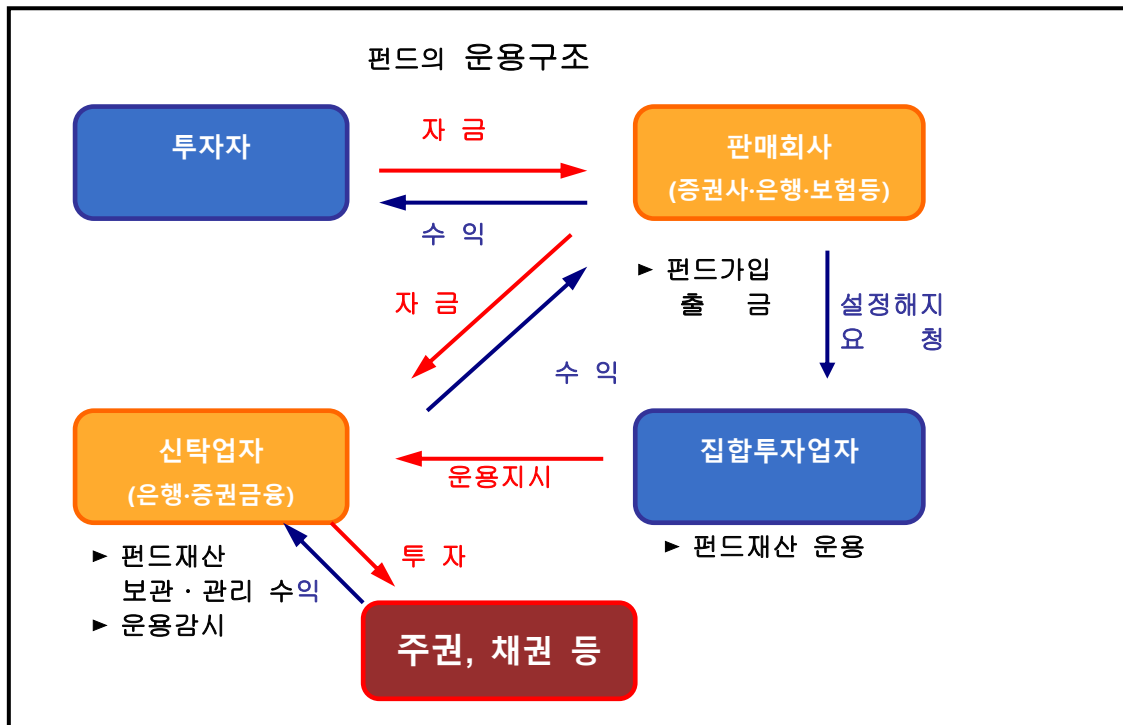 펀드의 운용구조
투자자
자 금
판매회사
(증권사·은행·보험등)
수 익
► 펀드가입
출 금
자 금
설정해지
요 청
수 익
신탁업자
(은행·증권금융)
운용지시
집합투자업자
► 펀드재산
보관 · 관리 수익
► 운용감시
투 자
► 펀드재산 운용
주권, 채권 등